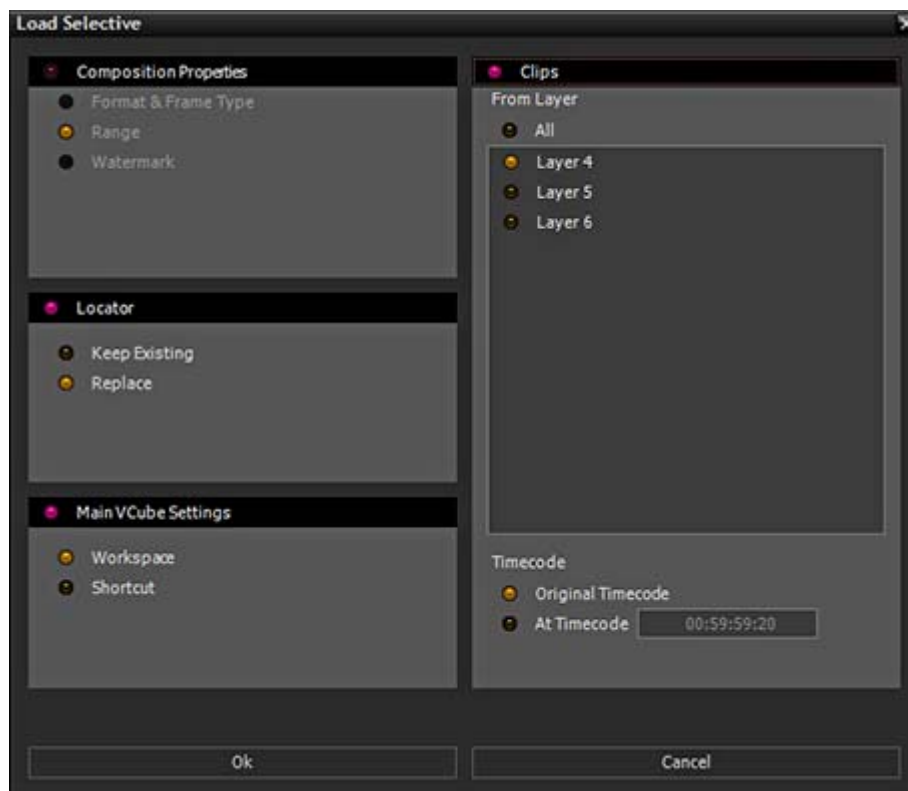 Load Selective
Composition Properties
Format & Frame Type
Range
Watermark
Locator
Keep Existing
Replace
Main VCube Settings
Workspace
Shortcut
Clips
From Layer
All
Layer 4
Layer 5
Layer 6
Timecode
Original Timecode
At Timecode 00:59:59:20
Ok
Cancel